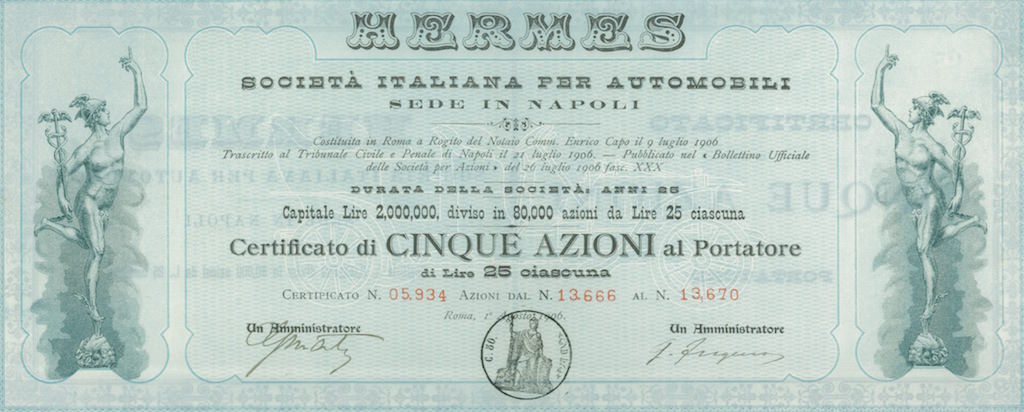 HERMES
SOCIETÀ ITALIANA PER AUTOMOBILI
SEDE IN NAPOLI
Costituita in Roma a Rogito del Notaio Comm. Enrico Capo il 9 luglio 1906
Trascritto al Tribunale Civile e Penale di Napoli il 21 luglio 1906. — Pubblicato nel « Bollettino Ufficiale
delle Società per Azioni » del 26 luglio 1906 fasc. XXX
DURATA DELLA SOCIETÀ: ANNI 25
Capitale Lire 2,000,000, diviso in 80,000 azioni da Lire 25 ciascuna
Certificato di CINQUE AZIONI al Portatore
di Lire 25 ciascuna
CERTIFICATO N. 05.934 AZIONI DAL N. 13.666 AL N. 13.670
Roma, 1º Agosto 1906.
Un Amministratore
Un Amministratore
C. 80